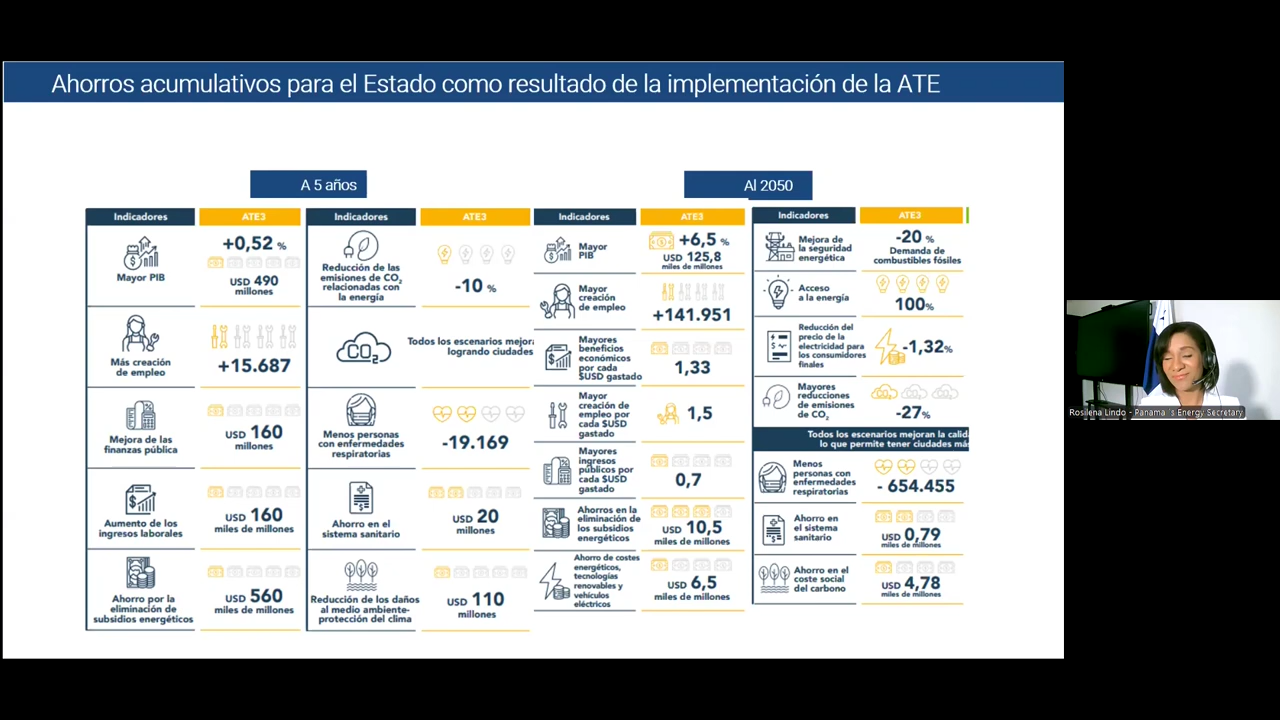 Ahorros acumulativos para el Estado como resultado de la implementación de la ATE
A 5 años
Indicadores
ATE3
Mayor PIB
+0,52 %
USD 490
millones
Más creación
de empleo
+15.687
Mejora de las
finanzas pública
USD 160
millones
Aumento de los
ingresos laborales
USD 160
miles de millones
Ahorro por la
eliminación de
subsidios energéticos
USD 560
miles de millones
Indicadores
ATE3
Reducción de las
emisiones de CO₂
relacionadas con
la energía
-10 %
CO₂
Todos los escenarios mejora
logrando ciudades
Menos personas
con enfermedades
respiratorias
-19.169
Ahorro en el
sistema sanitario
USD 20
millones
Reducción de los daños
al medio ambiente-
protección del clima
USD 110
millones
Al 2050
Indicadores
ATE3
Mayor
PIB
+6,5 %
USD 125,8
miles de millones
Mayor
creación
de empleo
+141.951
Mayores
beneficios
económicos
por cada
$USD gastado
1,33
Mayor
creación de
empleo por
cada $USD
gastado
1,5
Mayores
ingresos
públicos por
cada $USD
gastado
0,7
Ahorros en la
eliminación de
los subsidios
energéticos
USD 10,5
miles de millones
Ahorro de costes
energéticos,
tecnologías
renovables y
vehículos
eléctricos
USD 6,5
miles de millones
Indicadores
ATE3
Mejora de
la seguridad
energética
-20 %
Demanda de
combustibles fósiles
Acceso
a la energía
100%
Reducción del
precio de la
electricidad para
los consumidores
finales
-1,32%
Mayores
reducciones
de emisiones
de CO₂
-27%
Todos los escenarios mejoran la calida
lo que permite tener ciudades más
Menos
personas con
enfermedades
respiratorias
- 654.455
Ahorro en
el sistema
sanitario
USD 0,79
miles de millones
Ahorro en el
coste social
del carbono
USD 4,78
miles de millones
Rosilena Lindo - Panama ´s Energy Secretary